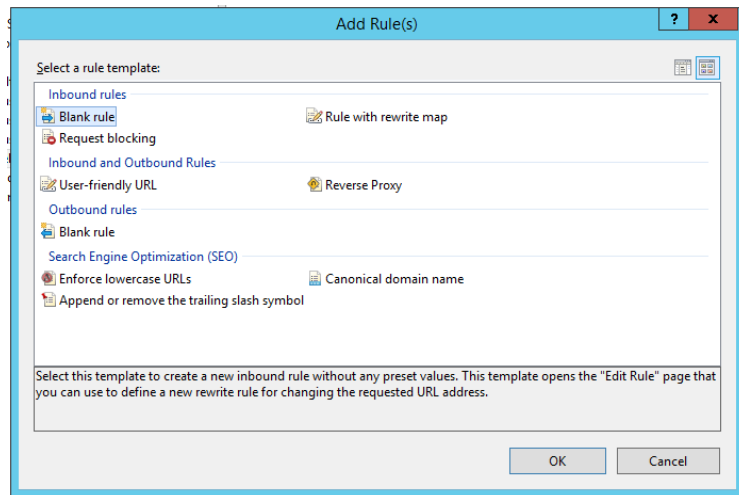 Add Rule(s)
? x
Select a rule template:
Inbound rules
Blank rule
Rule with rewrite map
Request blocking
Inbound and Outbound Rules
User-friendly URL
Reverse Proxy
Outbound rules
Blank rule
Search Engine Optimization (SEO)
Enforce lowercase URLs
Canonical domain name
Append or remove the trailing slash symbol
Select this template to create a new inbound rule without any preset values. This template opens the "Edit Rule" page that
you can use to define a new rewrite rule for changing the requested URL address.
OK
Cancel